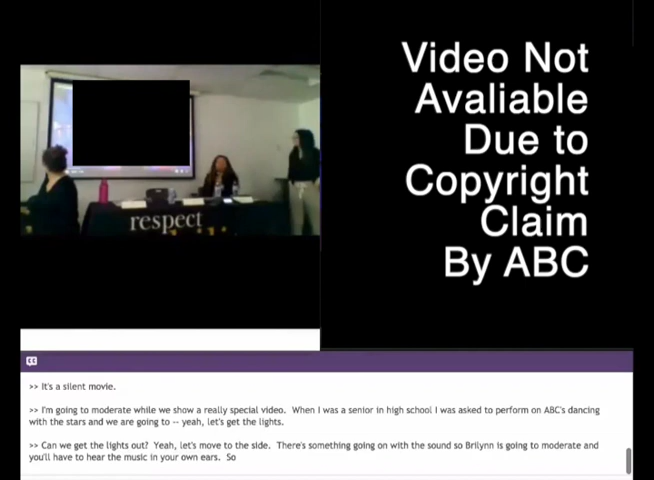 Video Not
Avaliable
Due to
Copyright
Claim
By ABC
respect
CC
>> It's a silent movie.
>> I'm going to moderate while we show a really special video. When I was a senior in high school I was asked to perform on ABC's dancing
with the stars and we are going to -- yeah, let's get the lights.
>> Can we get the lights out? Yeah, let's move to the side. There's something going on with the sound so Brilynn is going to moderate and
you'll have to hear the music in your own ears. So